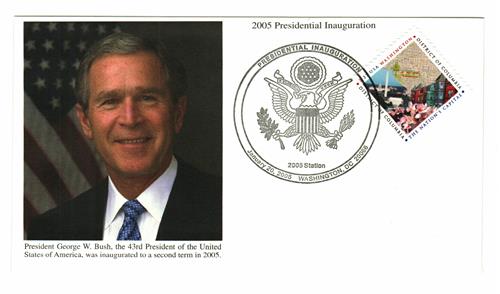 2005 Presidential Inauguration
PRESIDENTIAL INAUGURATION
2005 Station
January 20, 2005 WASHINGTON, DC 20066
WASHINGTON, DISTRICT OF COLUMBIA
DISTRICT OF COLUMBIA THE NATION'S CAPITAL
President George W. Bush, the 43rd President of the United
States of America, was inaugurated to a second term in 2005.